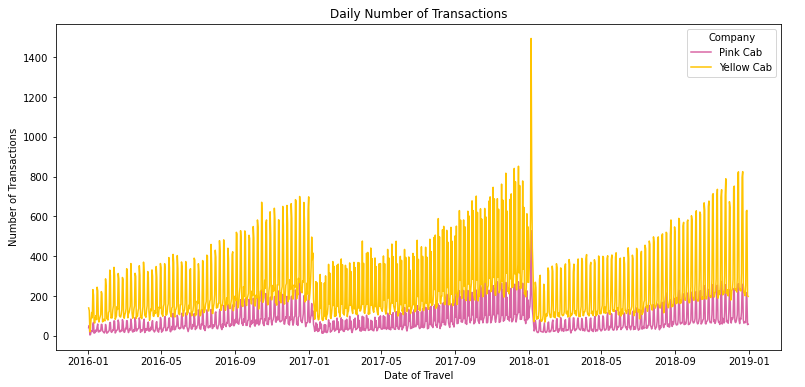 Daily Number of Transactions
Company
Pink Cab
Yellow Cab
1400
1200
1000
800
600
400
200
0
Number of Transactions
2016-01 2016-05 2016-09 2017-01 2017-05 2017-09 2018-01 2018-05 2018-09 2019-01
Date of Travel